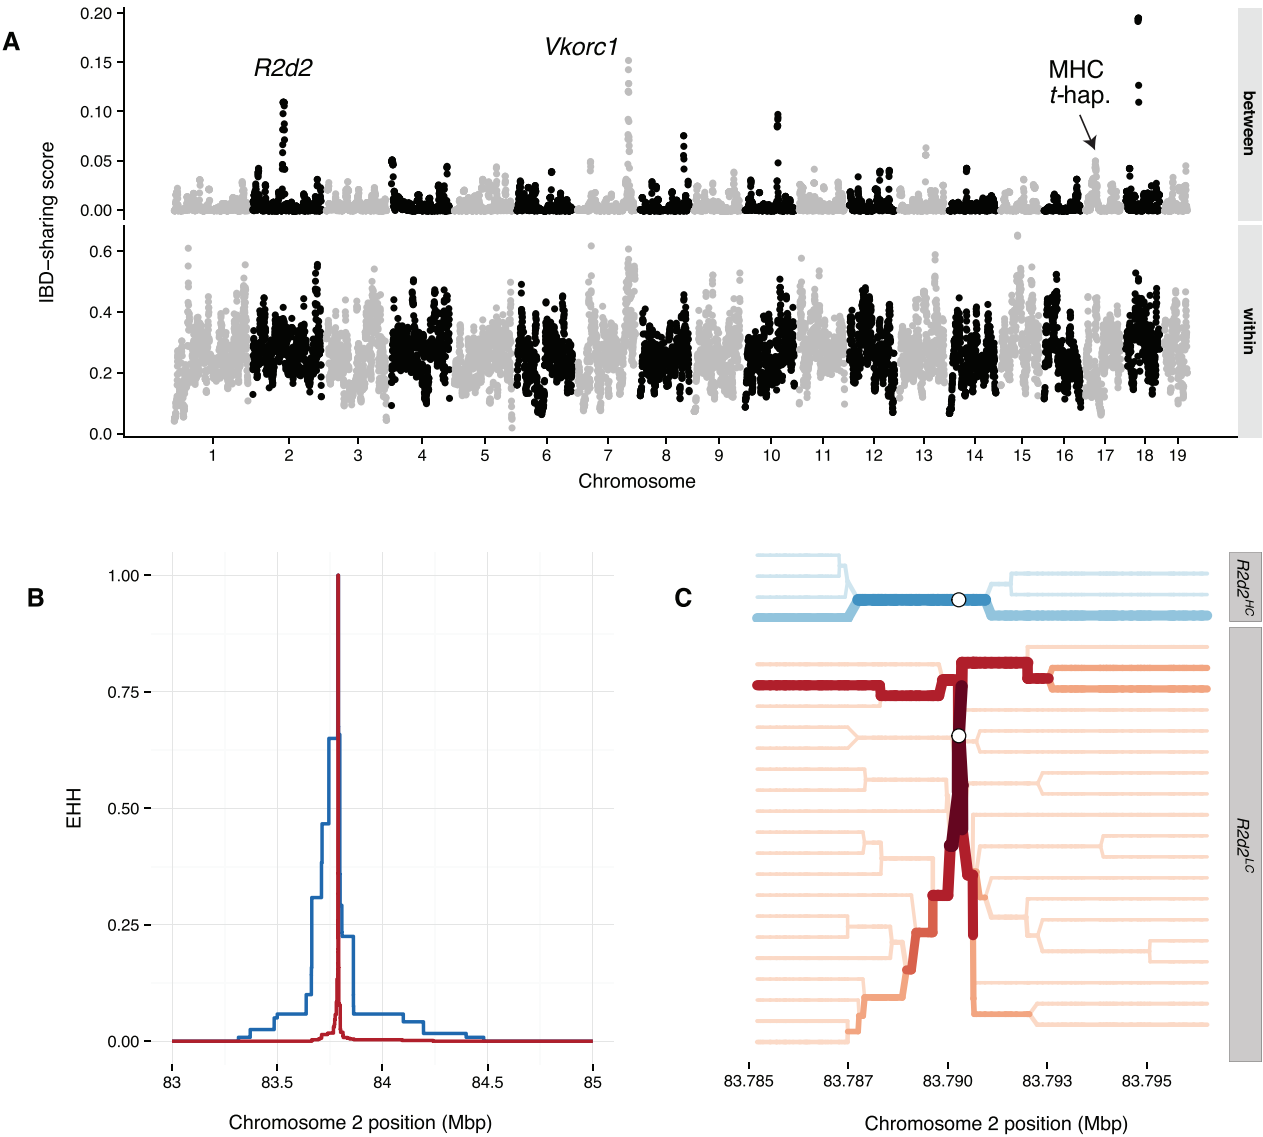 A
0.20
0.15
0.10
0.05
0.00
R2d2
Vkorc1
MHC
t-hap.
between
IBD−sharing score
0.6
0.4
0.2
0.0
within
1 2 3 4 5 6 7 8 9 10 11 12 13 14 15 16 17 18 19
Chromosome
B
1.00
0.75
0.50
0.25
0.00
EHH
83 83.5 84 84.5 85
Chromosome 2 position (Mbp)
C
R2d2HC
R2d2LC
83.785 83.787 83.790 83.793 83.795
Chromosome 2 position (Mbp)